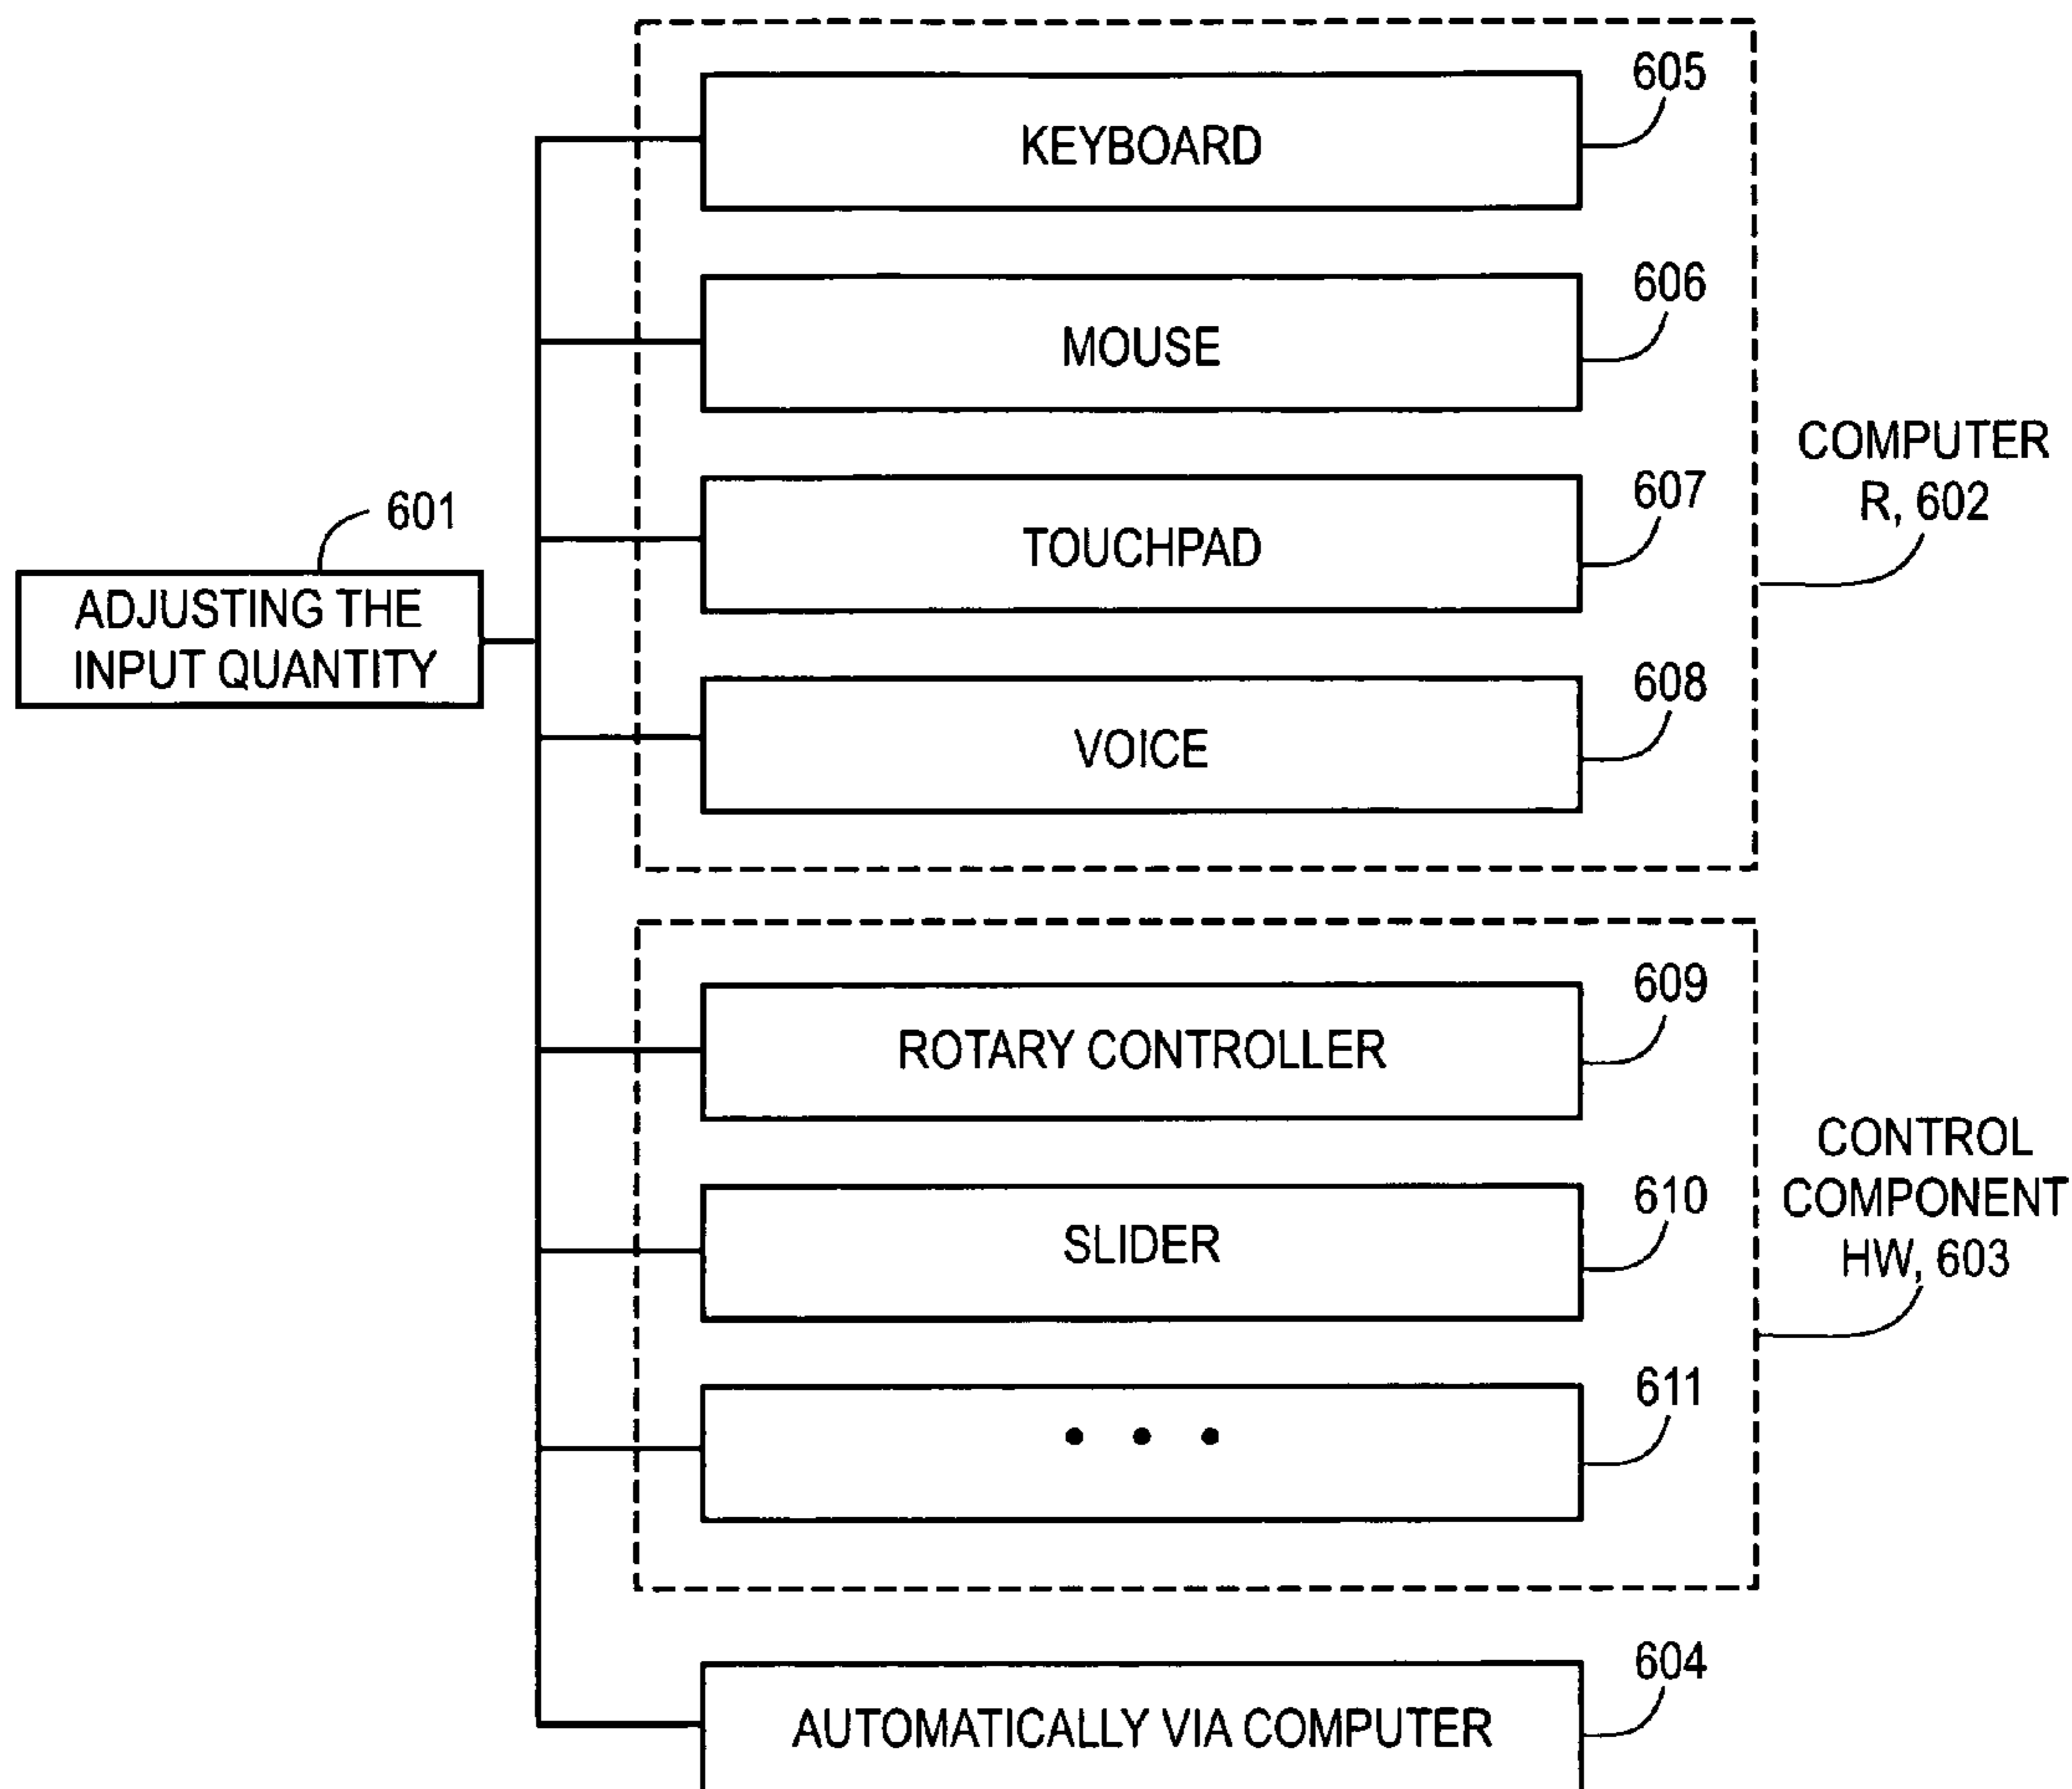 605
KEYBOARD
606
MOUSE
COMPUTER
R, 602
607
TOUCHPAD
601
ADJUSTING THE
INPUT QUANTITY
608
VOICE
609
ROTARY CONTROLLER
CONTROL
COMPONENT
HW, 603
610
SLIDER
611
• • •
604
AUTOMATICALLY VIA COMPUTER